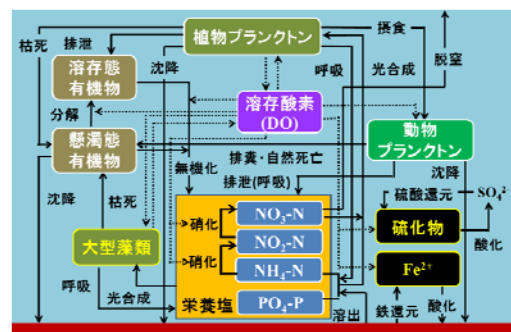 枯死
排泄
植物プランクトン
摂食
脱窒
溶存態
有機物
沈降
呼吸
光合成
分解
溶存酸素
(DO)
懸濁態
有機物
動物
プランクトン
排糞・自然死亡
無機化
排泄(呼吸)
沈降
沈降
枯死
硫酸還元
SO₄²⁻
硝化
NO₃-N
硫化物
大型藻類
NO₂-N
酸化
硝化
NH₄-N
Fe²⁺
呼吸
光合成
栄養塩
PO₄-P
溶出
鉄還元
酸化